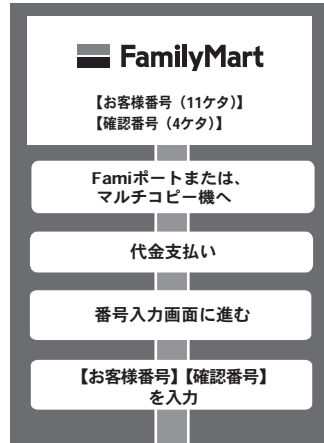 FamilyMart
【お客様番号（11ケタ）】
【確認番号（4ケタ）】
Famiポートまたは、
マルチコピー機へ
代金支払い
番号入力画面に進む
【お客様番号】【確認番号】
を入力